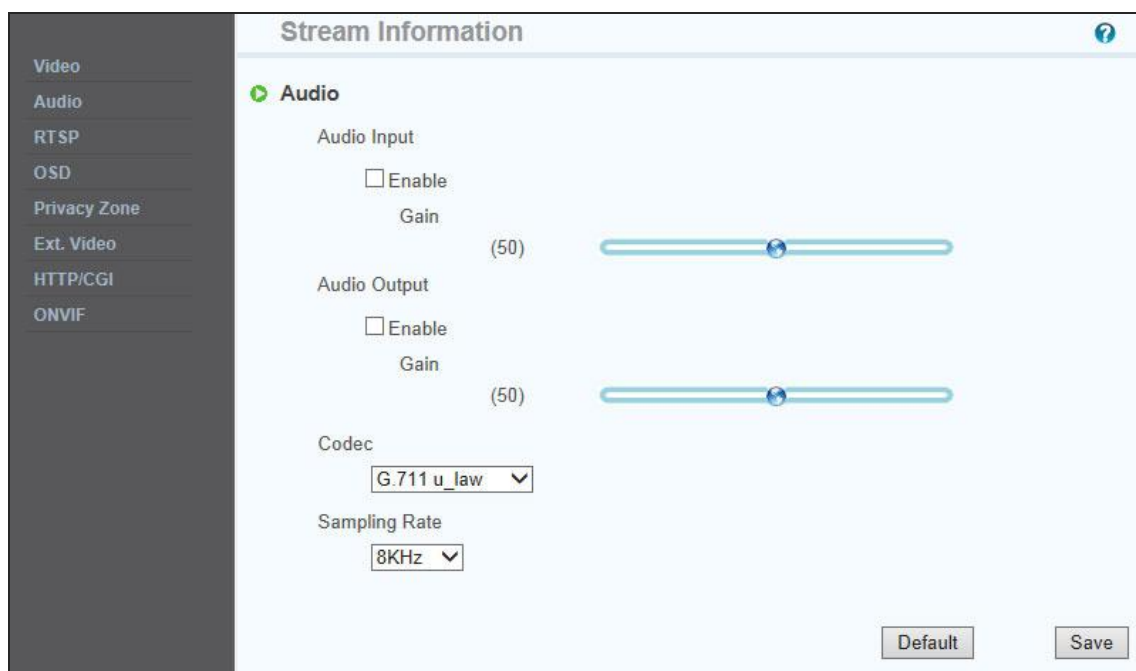 Stream Information
?
Video
Audio
RTSP
OSD
Privacy Zone
Ext. Video
HTTP/CGI
ONVIF
Audio
Audio Input
Enable
Gain
(50)
Audio Output
Enable
Gain
(50)
Codec
G.711 u_law
Sampling Rate
8KHz
Default Save